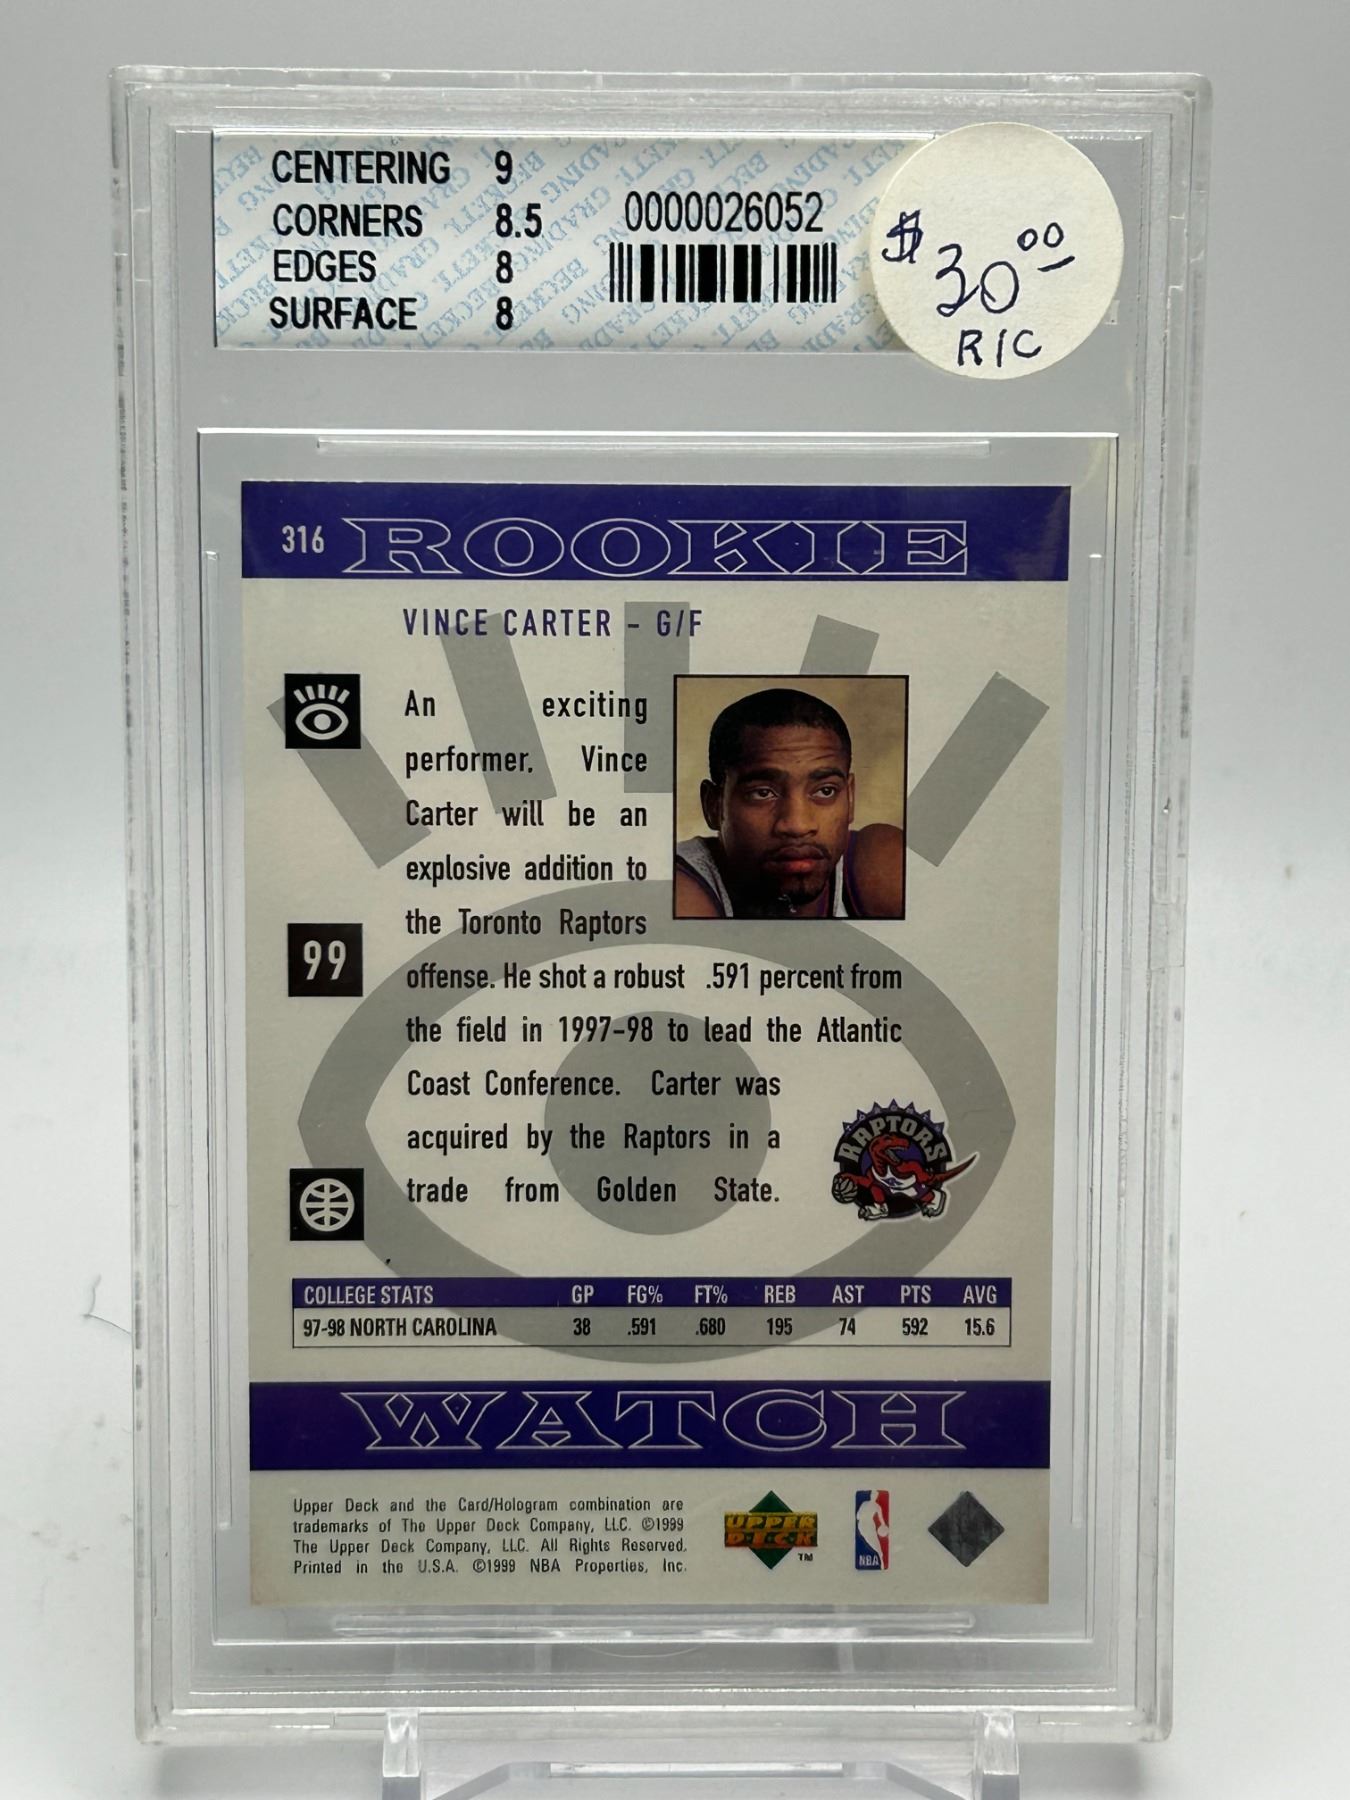 CENTERING 9
CORNERS 8.5
EDGES 8
SURFACE 8
0000026052
$30.00
R/C
316 ROOKIE
VINCE CARTER - G/F
An exciting
performer, Vince
Carter will be an
explosive addition to
the Toronto Raptors
offense. He shot a robust .591 percent from
the field in 1997-98 to lead the Atlantic
Coast Conference. Carter was
acquired by the Raptors in a
trade from Golden State.
99
RAPTORS
COLLEGE STATS GP FG% FT% REB AST PTS AVG
97-98 NORTH CAROLINA 38 .591 .680 195 74 592 15.6
WATCH
Upper Deck and the Card/Hologram combination are
trademarks of The Upper Deck Company, LLC. ©1999
The Upper Deck Company, LLC. All Rights Reserved.
Printed in the U.S.A. ©1999 NBA Properties, Inc.
UPPER
DECK
TM
NBA